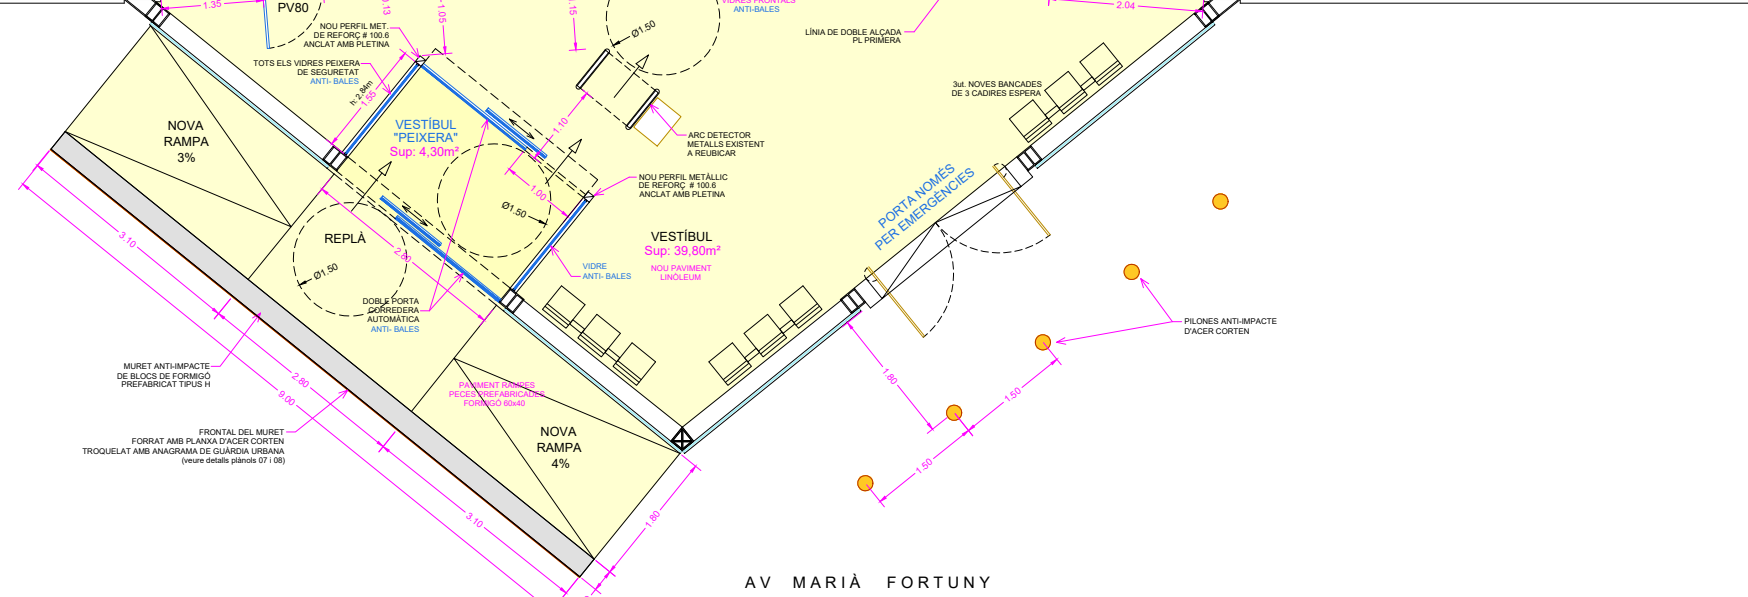 1.35
PV80
0.13
1.05
1.15
VIDRES FRONTALS
ANTI-BALES
2.04
NOU PERFIL MET.
DE REFORÇ # 100.6
ANCLAT AMB PLETINA
Ø1.50
LÍNIA DE DOBLE ALÇADA
PL PRIMERA
TOTS ELS VIDRES PEIXERA
DE SEGURETAT
ANTI- BALES
h: 2,84m
1.55
3ut. NOVES BANCADES
DE 3 CADIRES ESPERA
NOVA
RAMPA
3%
VESTÍBUL
"PEIXERA"
Sup: 4,30m²
1.10
ARC DETECTOR
METALLS EXISTENT
A REUBICAR
NOU PERFIL METÀL.LIC
DE REFORÇ # 100.6
ANCLAT AMB PLETINA
1.00
Ø1.50
PORTA NOMÉS
PER EMERGÈNCIES
3.10
REPLÀ
2.80
Ø1.50
VESTÍBUL
Sup: 39,80m²
NOU PAVIMENT
LINÒLEUM
VIDRE
ANTI- BALES
DOBLE PORTA
CORREDERA
AUTOMÀTICA
ANTI- BALES
PILONES ANTI-IMPACTE
D'ACER CORTEN
MURET ANTI-IMPACTE
DE BLOCS DE FORMIGÓ
PREFABRICAT TIPUS H
2.80
9.00
PAVIMENT RAMPES
PECES PREFABRICADES
FORMIGÓ 60x40
1.80
1.50
FRONTAL DEL MURET
FORRAT AMB PLANXA D'ACER CORTEN
TROQUELAT AMB ANAGRAMA DE GUÀRDIA URBANA
(veure detalls plànols 07 i 08)
NOVA
RAMPA
4%
1.50
3.10
1.80
AV MARIÀ FORTUNY